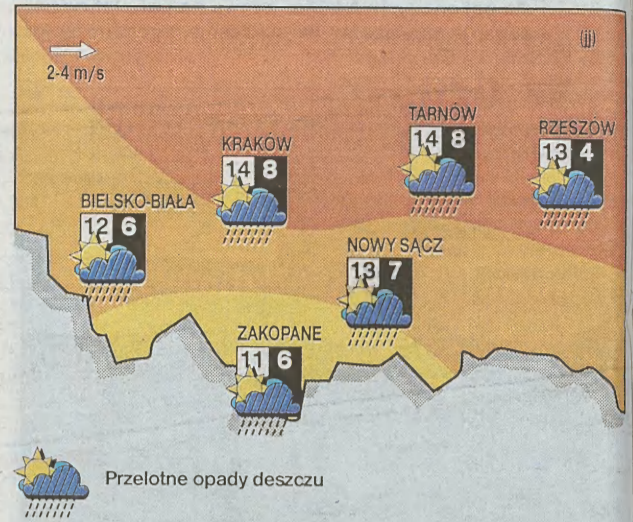 (jj)
2-4 m/s
TARNÓW
14 8
RZESZÓW
13 4
KRAKÓW
14 8
BIELSKO-BIAŁA
12 6
NOWY SĄCZ
13 7
ZAKOPANE
11 6
Przelotne opady deszczu